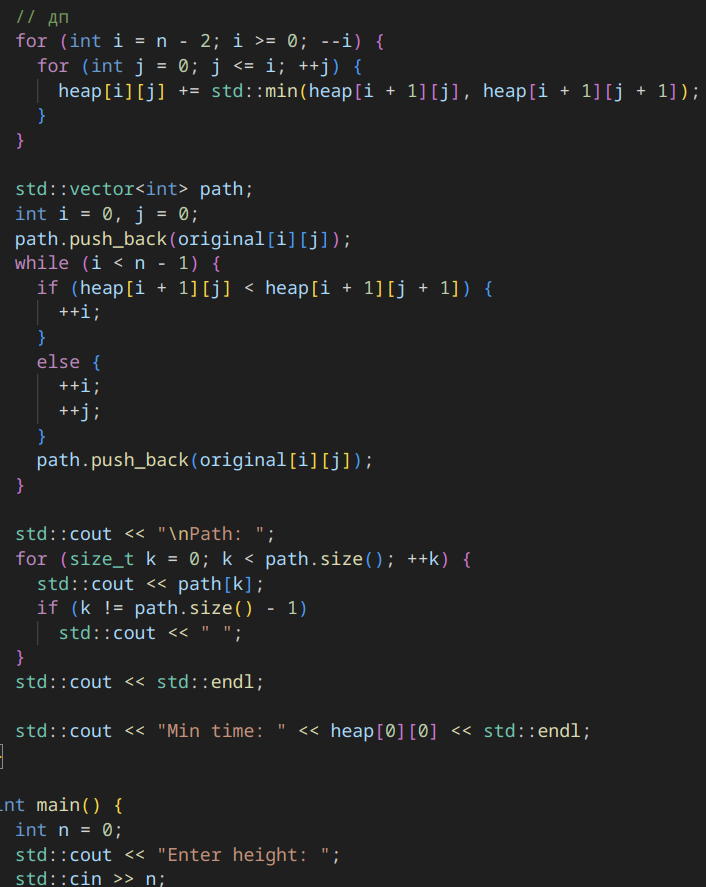 // дп
for (int i = n - 2; i >= 0; --i) {
  for (int j = 0; j <= i; ++j) {
    heap[i][j] += std::min(heap[i + 1][j], heap[i + 1][j + 1]);
  }
}

std::vector<int> path;
int i = 0, j = 0;
path.push_back(original[i][j]);
while (i < n - 1) {
  if (heap[i + 1][j] < heap[i + 1][j + 1]) {
    ++i;
  }
  else {
    ++i;
    ++j;
  }
  path.push_back(original[i][j]);
}

std::cout << "\nPath: ";
for (size_t k = 0; k < path.size(); ++k) {
  std::cout << path[k];
  if (k != path.size() - 1)
    std::cout << " ";
}
std::cout << std::endl;

std::cout << "Min time: " << heap[0][0] << std::endl;
}

int main() {
int n = 0;
std::cout << "Enter height: ";
std::cin >> n;